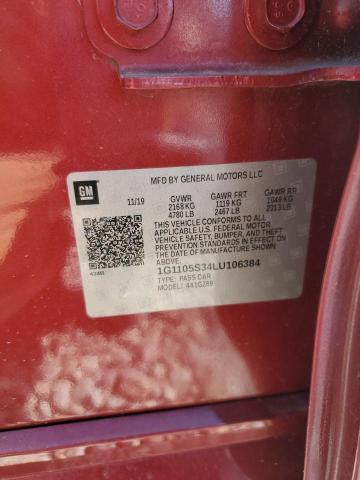 MFD BY GENERAL MOTORS LLC
GM
11/19 GVWR GAWR FRT GAWR RR
2168 KG 1119 KG 1049 KG
4780 LB 2467 LB 2313 LB
THIS VEHICLE CONFORMS TO ALL APPLICABLE
U.S. FEDERAL MOTOR
VEHICLE SAFETY, BUMPER, AND THEFT
PREVENTION STANDARDS IN EFFECT ON THE
DATE OF MANUFACTURE SHOWN
ABOVE.
1G1105S34LU106384
TYPE: PASS CAR
MODEL: 441GZ69